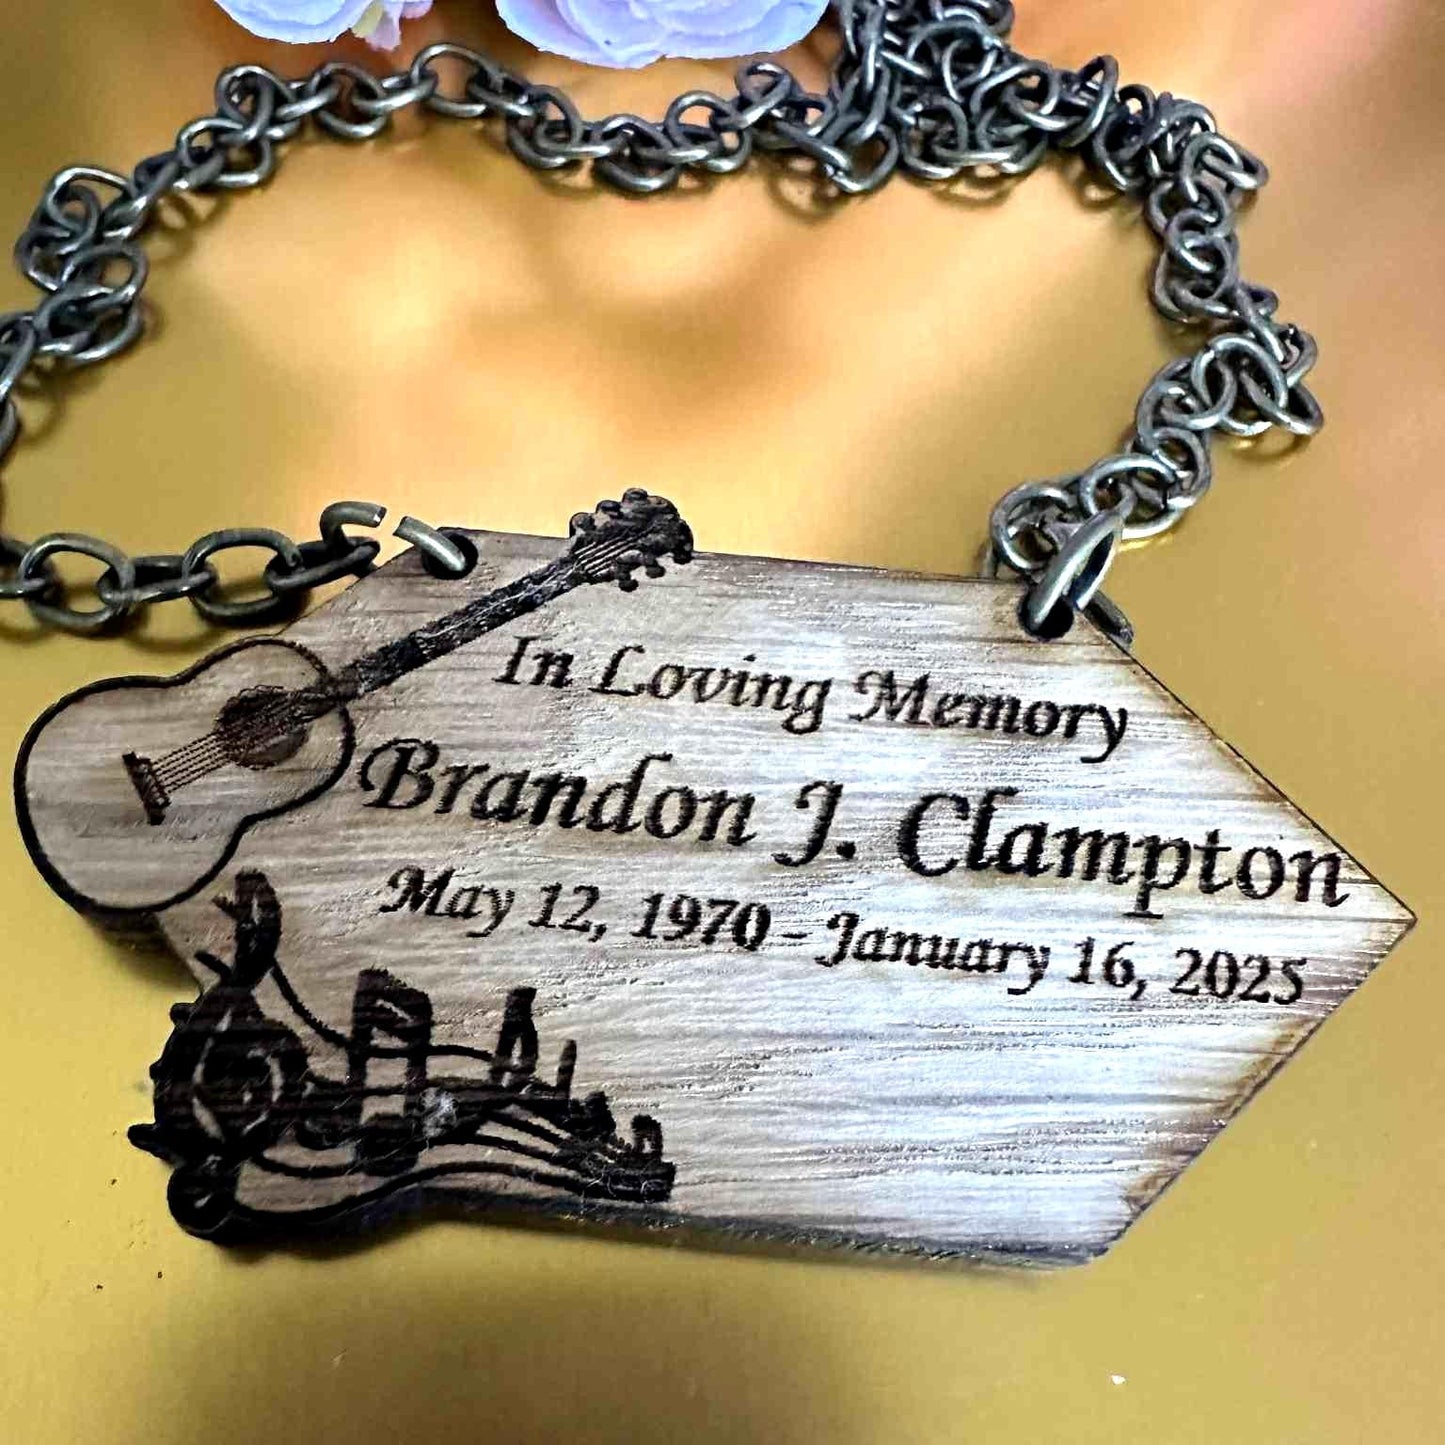 In Loving Memory
Brandon J. Clampton
May 12, 1970 - January 16, 2025